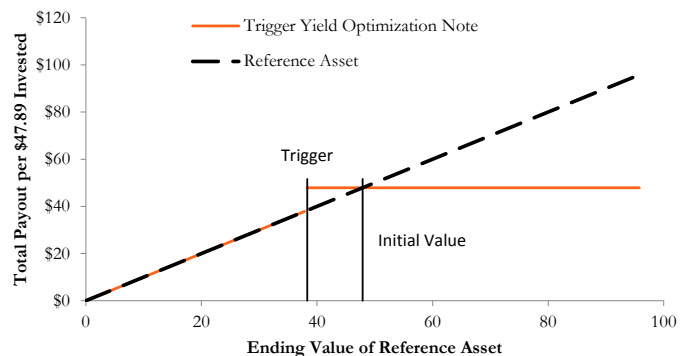 $120
$100
$80
$60
$40
$20
$0
Total Payout per $47.89 Invested
Trigger Yield Optimization Note
Reference Asset
Trigger
Initial Value
0
20
40
60
80
100
Ending Value of Reference Asset